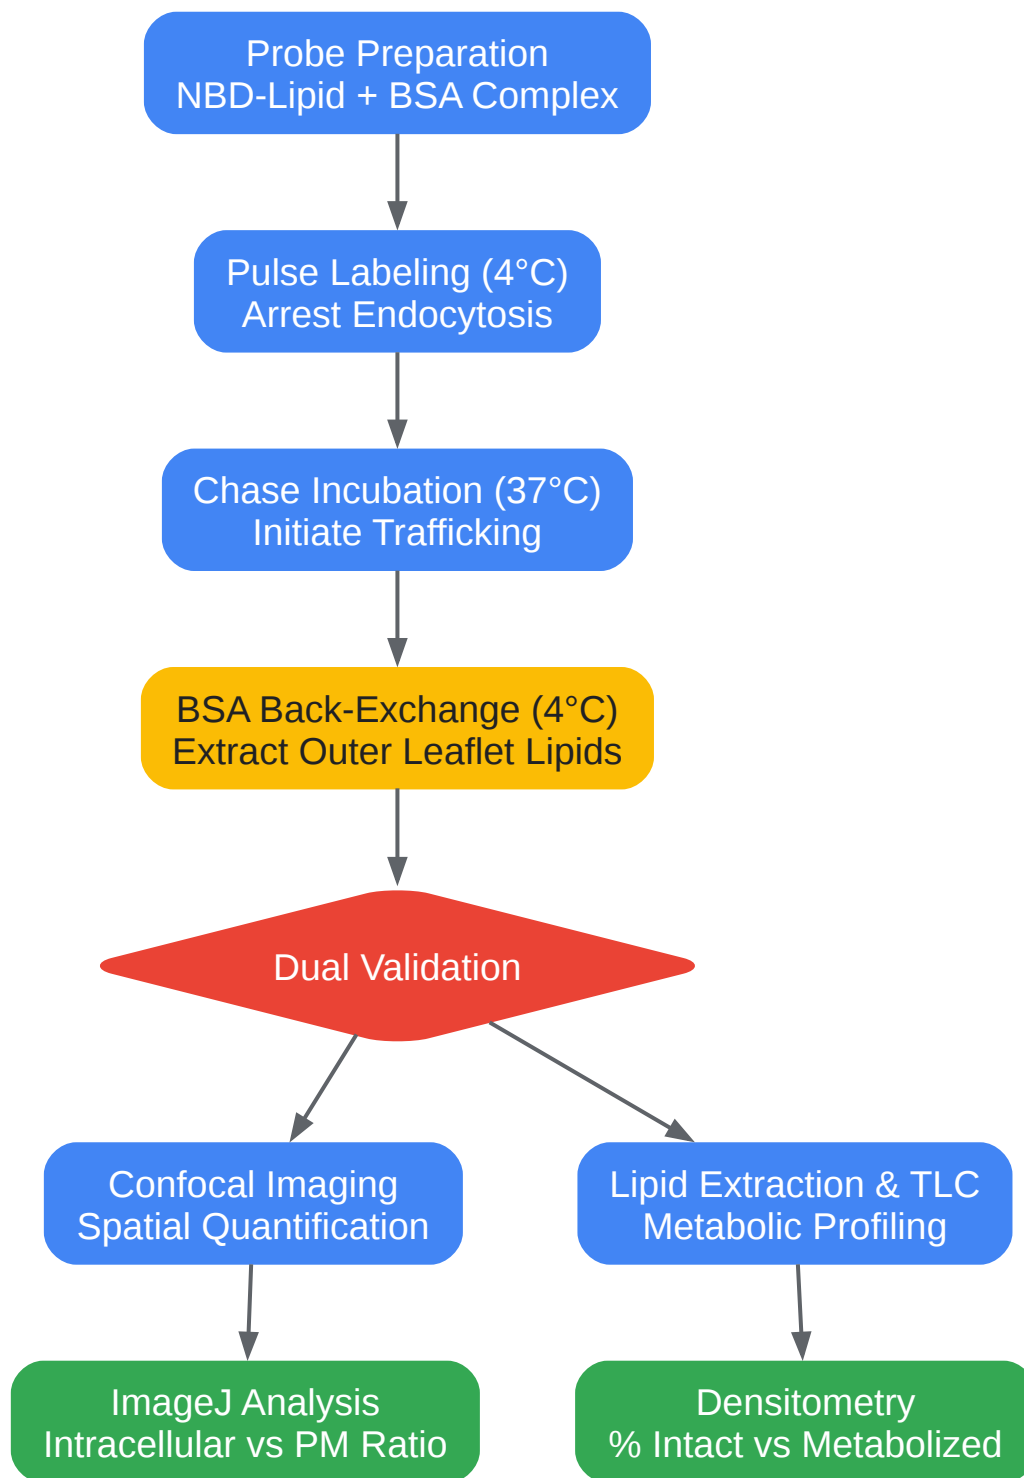 Probe Preparation
NBD-Lipid + BSA Complex
Pulse Labeling (4°C)
Arrest Endocytosis
Chase Incubation (37°C)
Initiate Trafficking
BSA Back-Exchange (4°C)
Extract Outer Leaflet Lipids
Dual Validation
Confocal Imaging
Spatial Quantification
Lipid Extraction & TLC
Metabolic Profiling
ImageJ Analysis
Intracellular vs PM Ratio
Densitometry
% Intact vs Metabolized